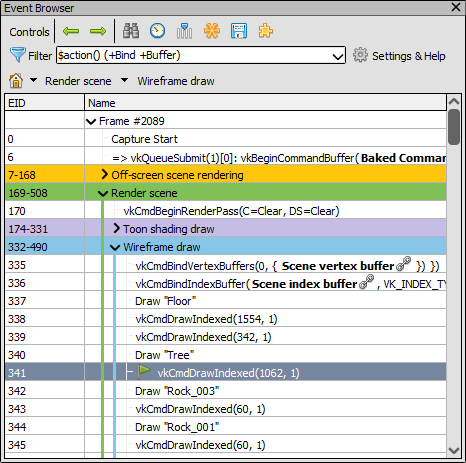 Event Browser
Controls
Filter $action() (+Bind +Buffer) Settings & Help
Render scene Wireframe draw
EID Name
Frame #2089
0 Capture Start
6 => vkQueueSubmit(1)[0]: vkBeginCommandBuffer( Baked Comman
7-168 Off-screen scene rendering
169-508 Render scene
170 vkCmdBeginRenderPass(C=Clear, DS=Clear)
174-331 Toon shading draw
332-490 Wireframe draw
335 vkCmdBindVertexBuffers(0, { Scene vertex buffer }) })
336 vkCmdBindIndexBuffer( Scene index buffer , VK_INDEX_TY
337 Draw "Floor"
338 vkCmdDrawIndexed(1554, 1)
339 vkCmdDrawIndexed(342, 1)
340 Draw "Tree"
341 vkCmdDrawIndexed(1062, 1)
342 Draw "Rock_003"
343 vkCmdDrawIndexed(60, 1)
344 Draw "Rock_001"
345 vkCmdDrawIndexed(60, 1)